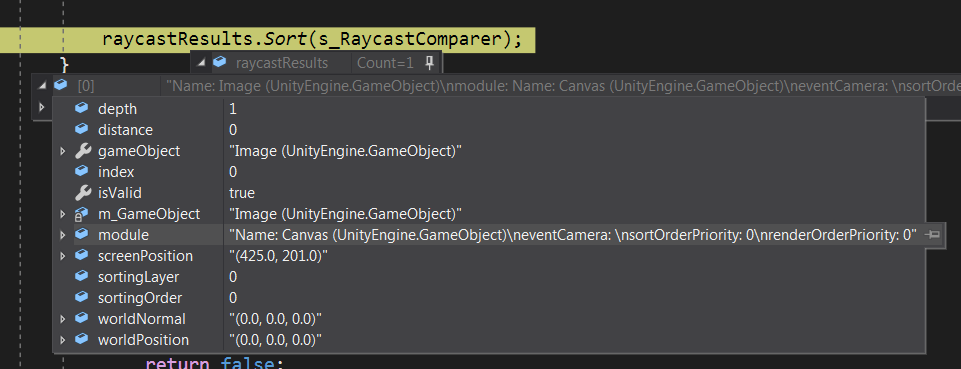 raycastResults.Sort(s_RaycastComparer);
}
raycastResults Count=1
[0] "Name: Image (UnityEngine.GameObject)\nmodule: Name: Canvas (UnityEngine.GameObject)\neventCamera: \nsortOrde
depth 1
distance 0
gameObject "Image (UnityEngine.GameObject)"
index 0
isValid true
m_GameObject "Image (UnityEngine.GameObject)"
module "Name: Canvas (UnityEngine.GameObject)\neventCamera: \nsortOrderPriority: 0\nrenderOrderPriority: 0"
screenPosition "(425.0, 201.0)"
sortingLayer 0
sortingOrder 0
worldNormal "(0.0, 0.0, 0.0)"
worldPosition "(0.0, 0.0, 0.0)"
return false;